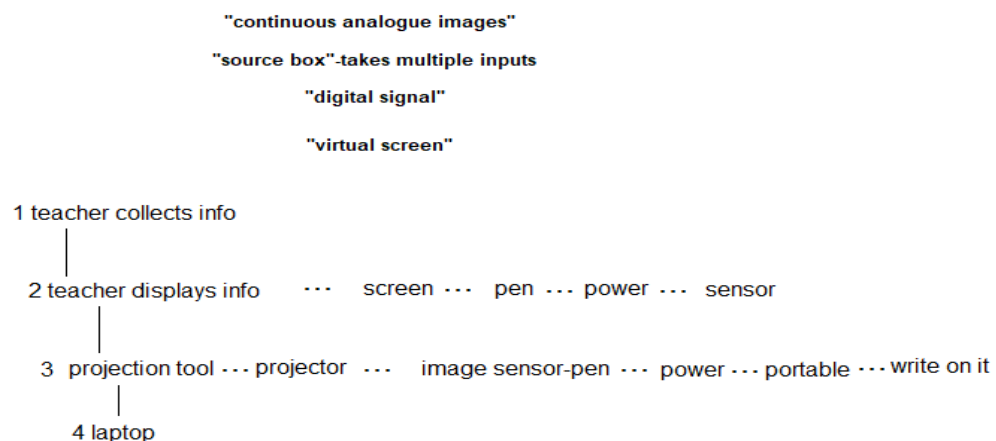 "continuous analogue images"
"source box"-takes multiple inputs
"digital signal"
"virtual screen"
1 teacher collects info
2 teacher displays info ... screen ... pen ... power ... sensor
3 projection tool ... projector ... image sensor-pen ... power ... portable ... write on it
4 laptop